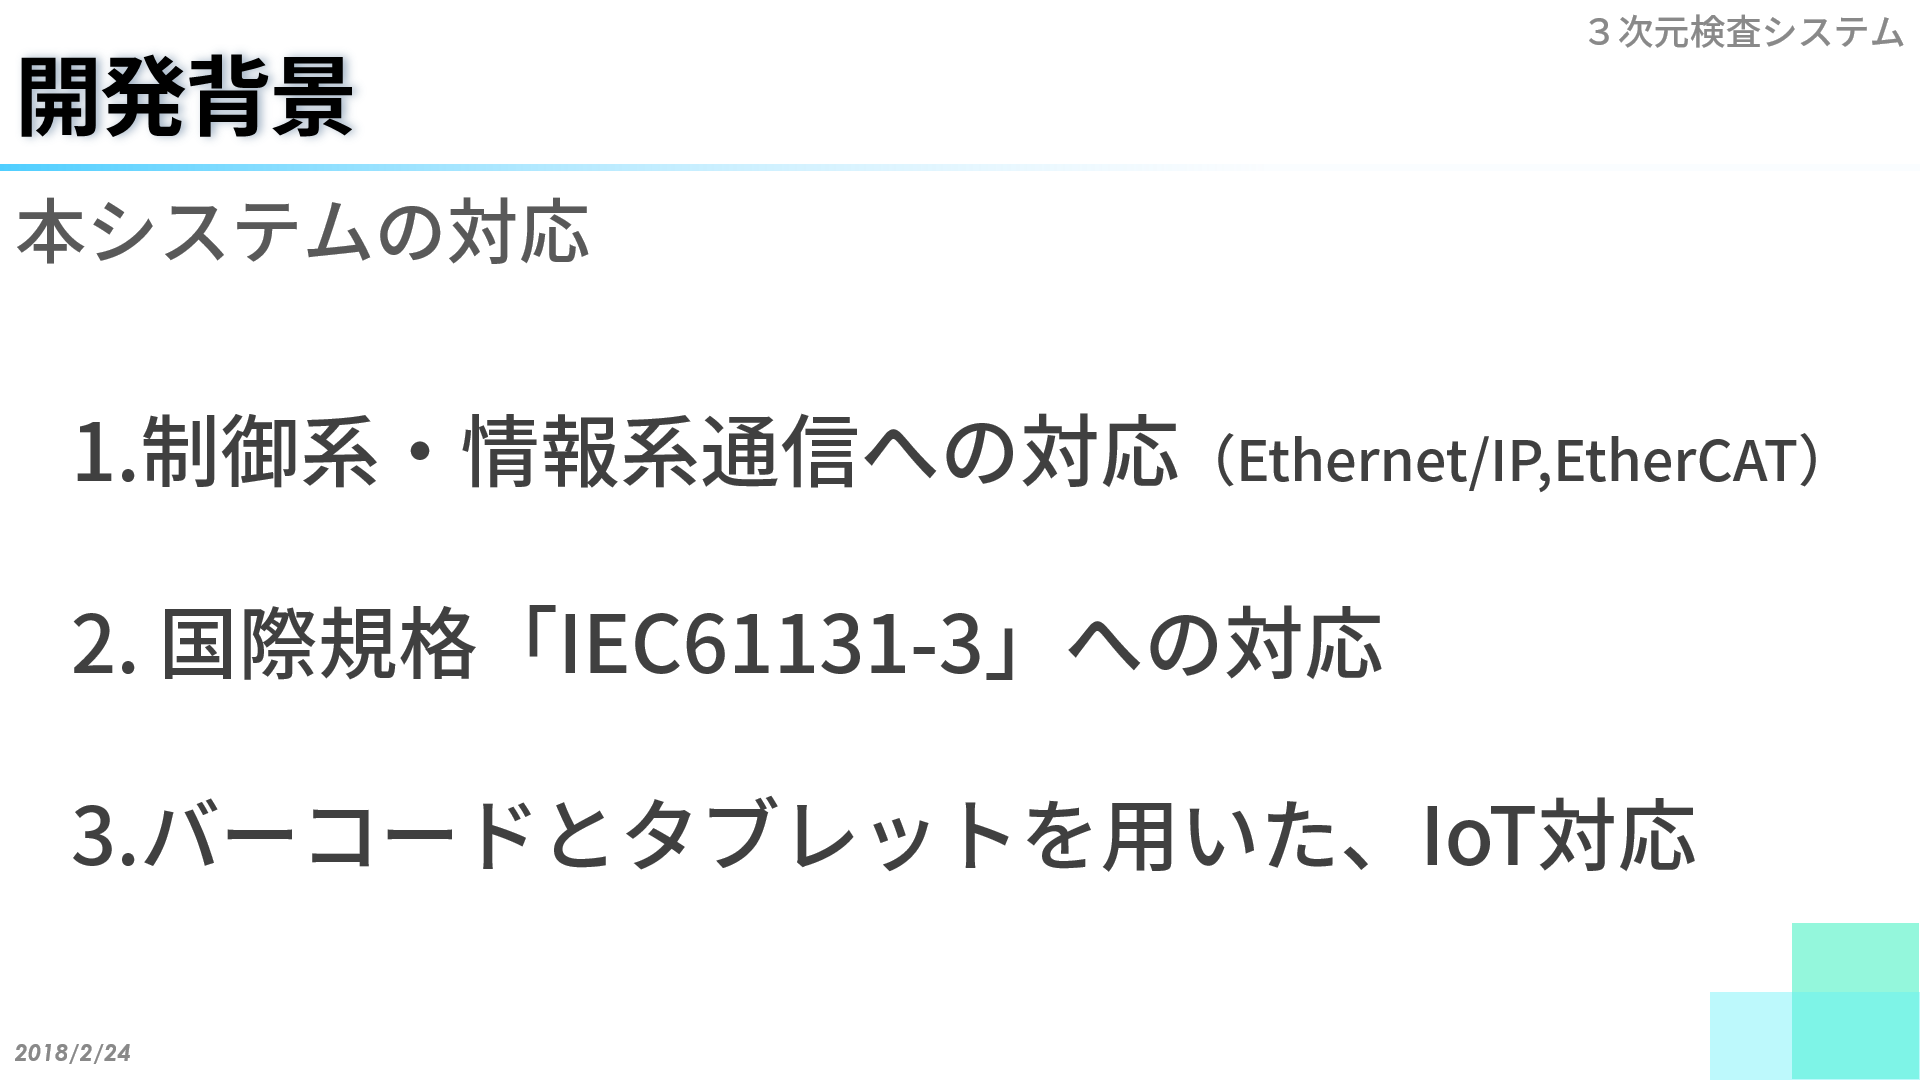 ３次元検査システム
開発背景
本システムの対応
1.制御系・情報系通信への対応（Ethernet/IP,EtherCAT）
2. 国際規格「IEC61131-3」への対応
3.バーコードとタブレットを用いた、IoT対応
2018/2/24